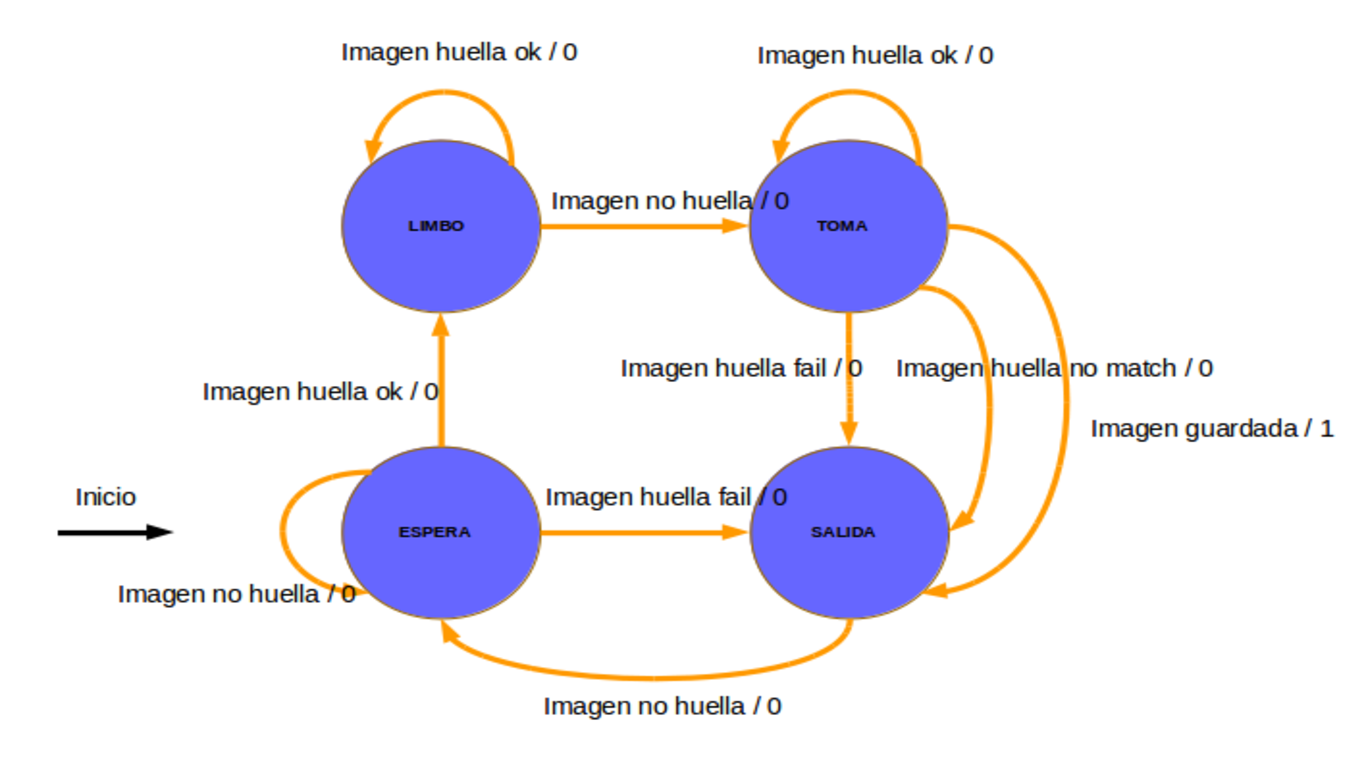 Imagen huella ok / 0
Imagen huella ok / 0
Imagen no huella / 0
LIMBO
TOMA
Imagen huella fail / 0
Imagen huella no match / 0
Imagen huella ok / 0
Imagen guardada / 1
Inicio
Imagen huella fail / 0
ESPERA
SALIDA
Imagen no huella / 0
Imagen no huella / 0